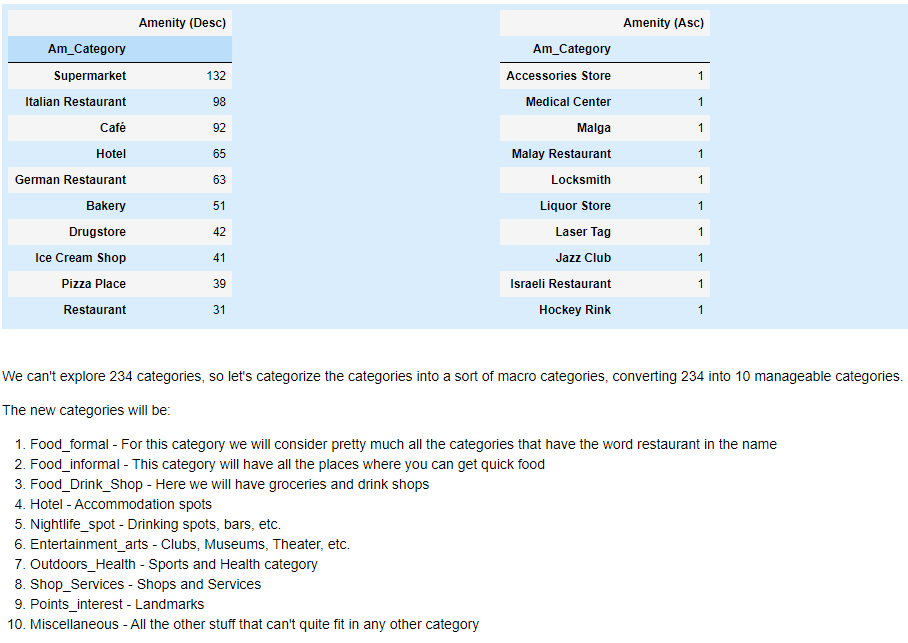 Amenity (Desc)
Am_Category
Supermarket 132
Italian Restaurant 98
Café 92
Hotel 65
German Restaurant 63
Bakery 51
Drugstore 42
Ice Cream Shop 41
Pizza Place 39
Restaurant 31
Amenity (Asc)
Am_Category
Accessories Store 1
Medical Center 1
Malga 1
Malay Restaurant 1
Locksmith 1
Liquor Store 1
Laser Tag 1
Jazz Club 1
Israeli Restaurant 1
Hockey Rink 1
We can't explore 234 categories, so let's categorize the categories into a sort of macro categories, converting 234 into 10 manageable categories.
The new categories will be:
1. Food_formal - For this category we will consider pretty much all the categories that have the word restaurant in the name
2. Food_informal - This category will have all the places where you can get quick food
3. Food_Drink_Shop - Here we will have groceries and drink shops
4. Hotel - Accommodation spots
5. Nightlife_spot - Drinking spots, bars, etc.
6. Entertainment_arts - Clubs, Museums, Theater, etc.
7. Outdoors_Health - Sports and Health category
8. Shop_Services - Shops and Services
9. Points_interest - Landmarks
10. Miscellaneous - All the other stuff that can't quite fit in any other category